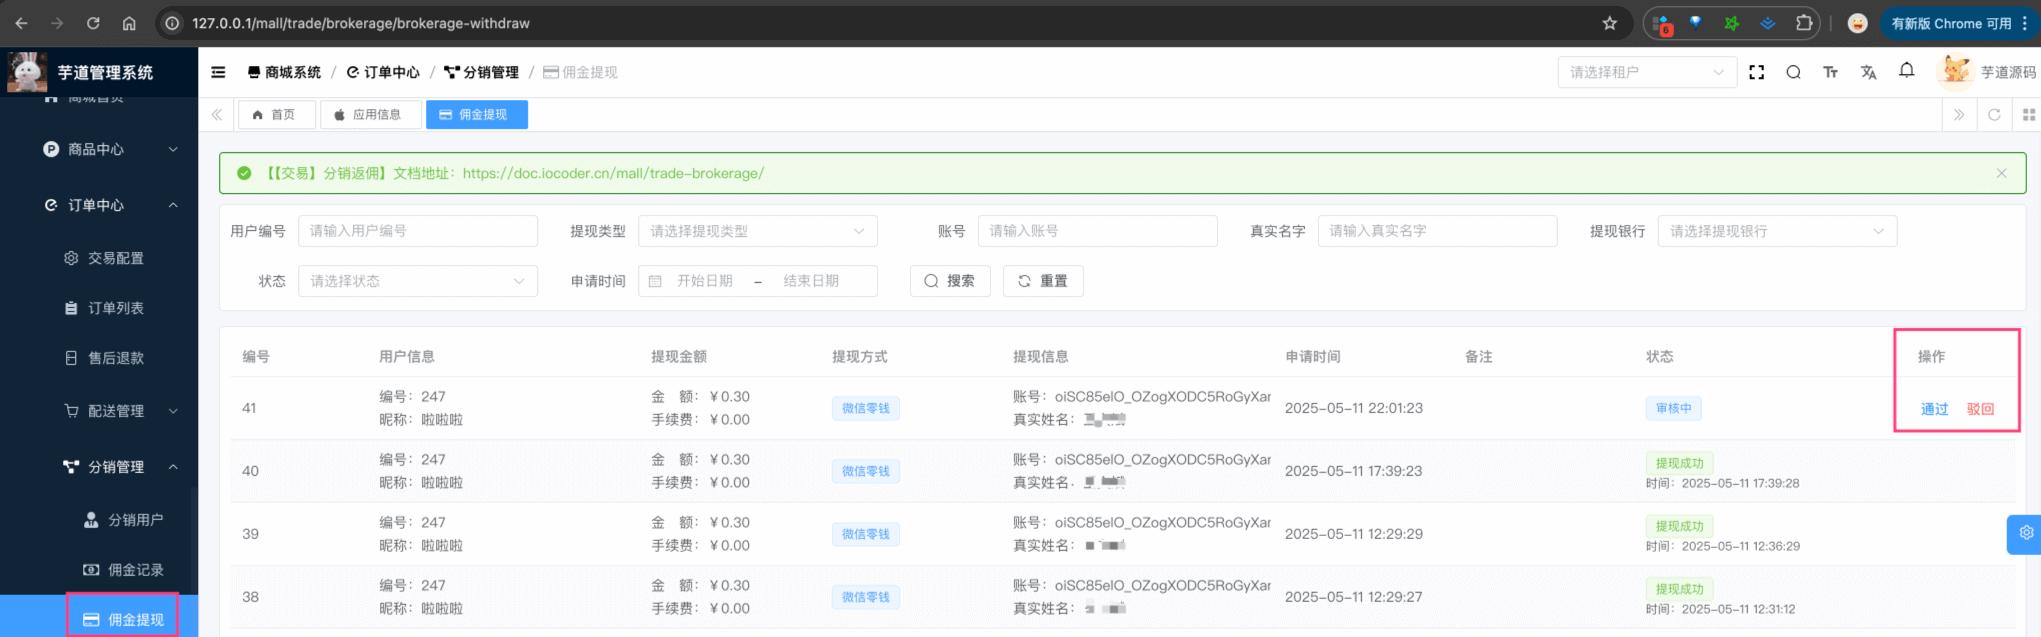 127.0.0.1/mall/trade/brokerage/brokerage-withdraw
6
有新版 Chrome 可用
芋道管理系统
商城系统 / 订单中心 / 分销管理 / 佣金提现
请选择租户
芋道源码
商城首页
首页
应用信息
佣金提现
商品中心
订单中心
交易配置
订单列表
售后退款
配送管理
分销管理
分销用户
佣金记录
佣金提现
【【交易】分销返佣】文档地址：https://doc.iocoder.cn/mall/trade-brokerage/
用户编号 请输入用户编号 提现类型 请选择提现类型 账号 请输入账号 真实名字 请输入真实名字 提现银行 请选择提现银行
状态 请选择状态 申请时间 开始日期 - 结束日期 搜索 重置
编号 用户信息 提现金额 提现方式 提现信息 申请时间 备注 状态 操作
编号：247 金 额：￥0.30 账号：oiSC85elO_OZogXODC5RoGyXar
41 微信零钱 2025-05-11 22:01:23 审核中 通过 驳回
昵称：啦啦啦 手续费：￥0.00 真实姓名：
编号：247 金 额：￥0.30 账号：oiSC85elO_OZogXODC5RoGyXar 提现成功
40 微信零钱 2025-05-11 17:39:23
昵称：啦啦啦 手续费：￥0.00 真实姓名： 时间：2025-05-11 17:39:28
编号：247 金 额：￥0.30 账号：oiSC85elO_OZogXODC5RoGyXar 提现成功
39 微信零钱 2025-05-11 12:29:29
昵称：啦啦啦 手续费：￥0.00 真实姓名： 时间：2025-05-11 12:36:29
编号：247 金 额：￥0.30 账号：oiSC85elO_OZogXODC5RoGyXar 提现成功
38 微信零钱 2025-05-11 12:29:27
昵称：啦啦啦 手续费：￥0.00 真实姓名： 时间：2025-05-11 12:31:12